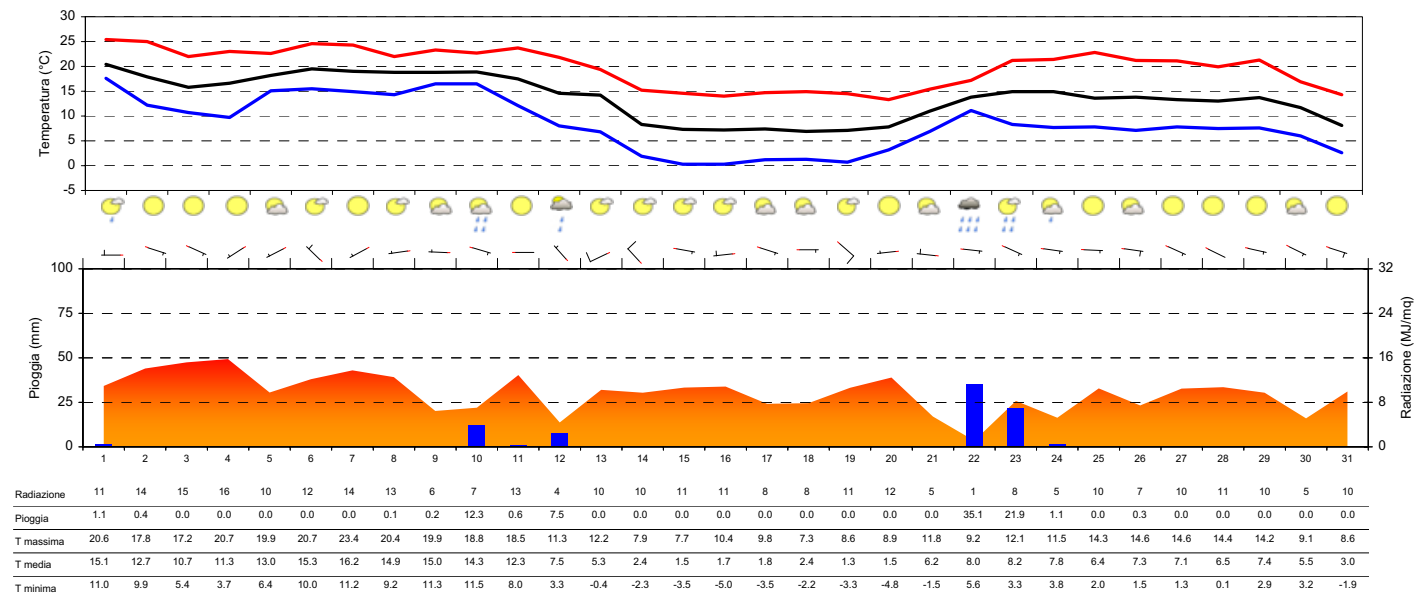 30
25
20
15
10
5
0
-5
Temperatura (°C)
100
75
50
25
0
Pioggia (mm)
32
24
16
8
0
Radiazione (MJ/mq)
1 2 3 4 5 6 7 8 9 10 11 12 13 14 15 16 17 18 19 20 21 22 23 24 25 26 27 28 29 30 31
Radiazione 11 14 15 16 10 12 14 13 6 7 13 4 10 10 11 11 8 8 11 12 5 1 8 5 10 7 10 11 10 5 10
Pioggia 1.1 0.4 0.0 0.0 0.0 0.0 0.0 0.1 0.2 12.3 0.6 7.5 0.0 0.0 0.0 0.0 0.0 0.0 0.0 0.0 0.0 35.1 21.9 1.1 0.0 0.3 0.0 0.0 0.0 0.0 0.0
T massima 20.6 17.8 17.2 20.7 19.9 20.7 23.4 20.4 19.9 18.8 18.5 11.3 12.2 7.9 7.7 10.4 9.8 7.3 8.6 8.9 11.8 9.2 12.1 11.5 14.3 14.6 14.6 14.4 14.2 9.1 8.6
T media 15.1 12.7 10.7 11.3 13.2 15.3 16.2 14.9 15.0 14.3 12.3 7.5 5.3 2.4 1.5 1.7 1.8 2.4 1.3 1.5 6.2 8.0 8.2 7.8 6.4 7.3 7.1 6.5 7.4 5.5 3.0
T minima 11.0 9.9 5.4 3.7 6.4 10.0 11.2 9.2 11.3 11.5 8.0 3.3 -0.4 -2.3 -3.5 -5.0 -3.5 -2.2 -3.3 -4.8 -1.5 5.6 3.3 3.8 2.0 1.5 1.3 0.1 2.9 3.2 -1.9